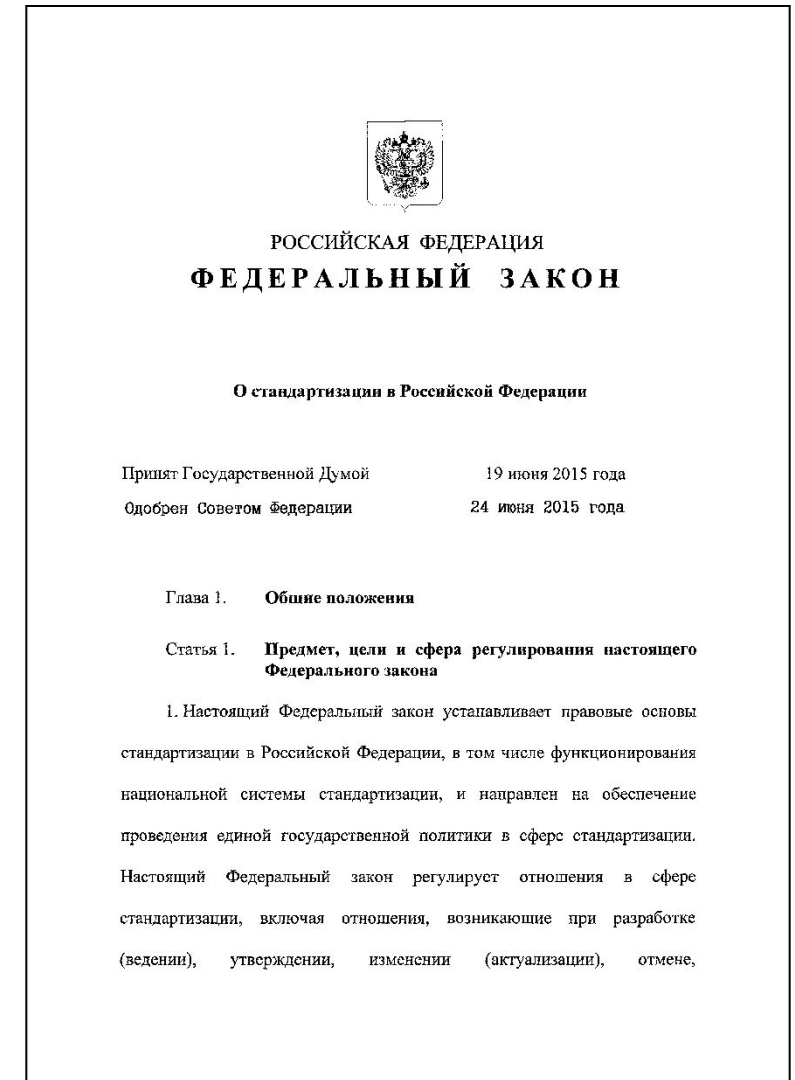 РОССИЙСКАЯ ФЕДЕРАЦИЯ
ФЕДЕРАЛЬНЫЙ ЗАКОН
О стандартизации в Российской Федерации
Принят Государственной Думой 19 июня 2015 года
Одобрен Советом Федерации 24 июня 2015 года
Глава 1. Общие положения
Статья 1. Предмет, цели и сфера регулирования настоящего
Федерального закона
1. Настоящий Федеральный закон устанавливает правовые основы
стандартизации в Российской Федерации, в том числе функционирования
национальной системы стандартизации, и направлен на обеспечение
проведения единой государственной политики в сфере стандартизации.
Настоящий Федеральный закон регулирует отношения в сфере
стандартизации, включая отношения, возникающие при разработке
(ведении), утверждении, изменении (актуализации), отмене,